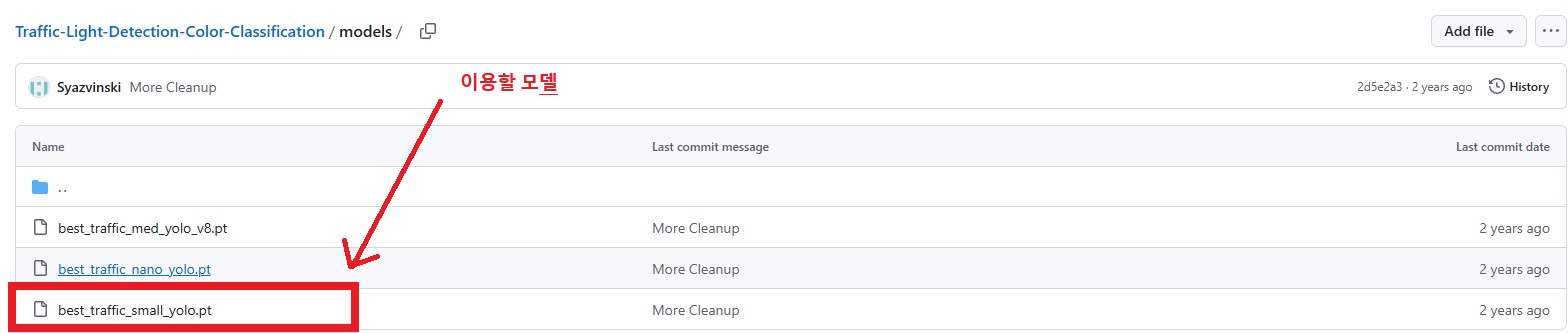 Traffic-Light-Detection-Color-Classification / models /
Add file
이용할 모델
Syazvinski More Cleanup 2d5e2a3 · 2 years ago History
Name Last commit message Last commit date
..
best_traffic_med_yolo_v8.pt More Cleanup 2 years ago
best_traffic_nano_yolo.pt More Cleanup 2 years ago
best_traffic_small_yolo.pt More Cleanup 2 years ago